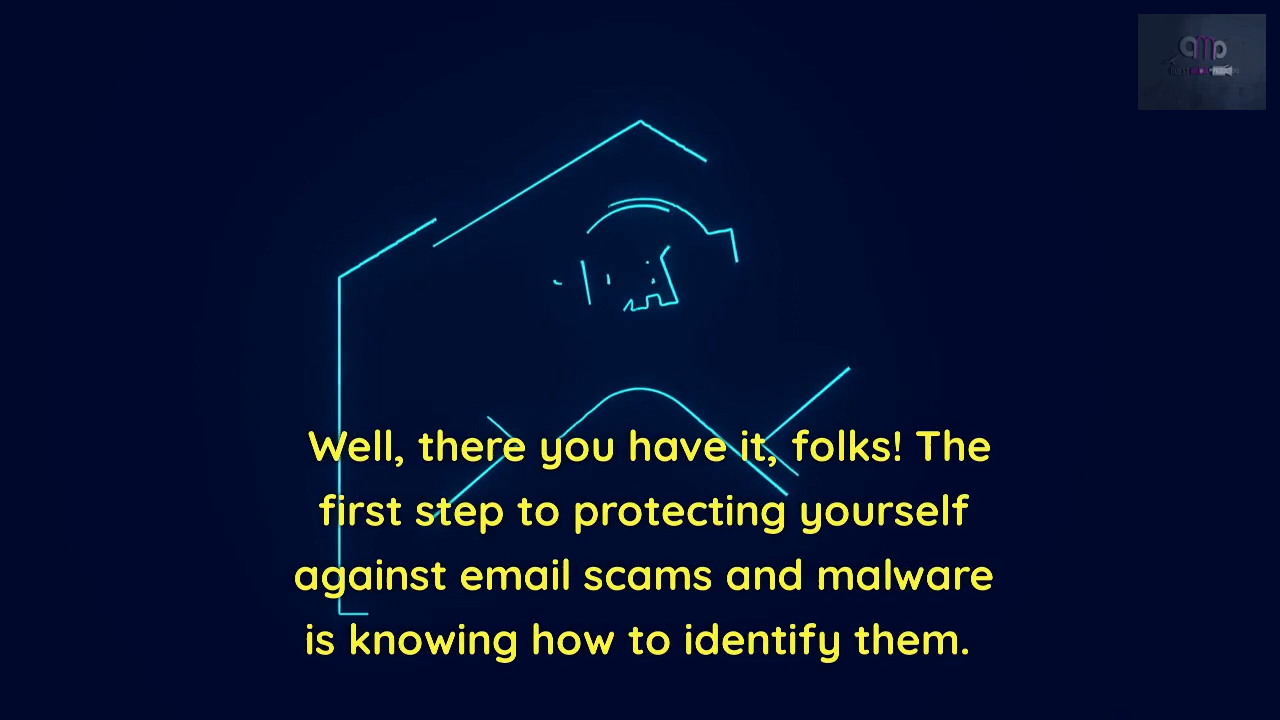 Well, there you have it, folks! The
first step to protecting yourself
against email scams and malware
is knowing how to identify them.